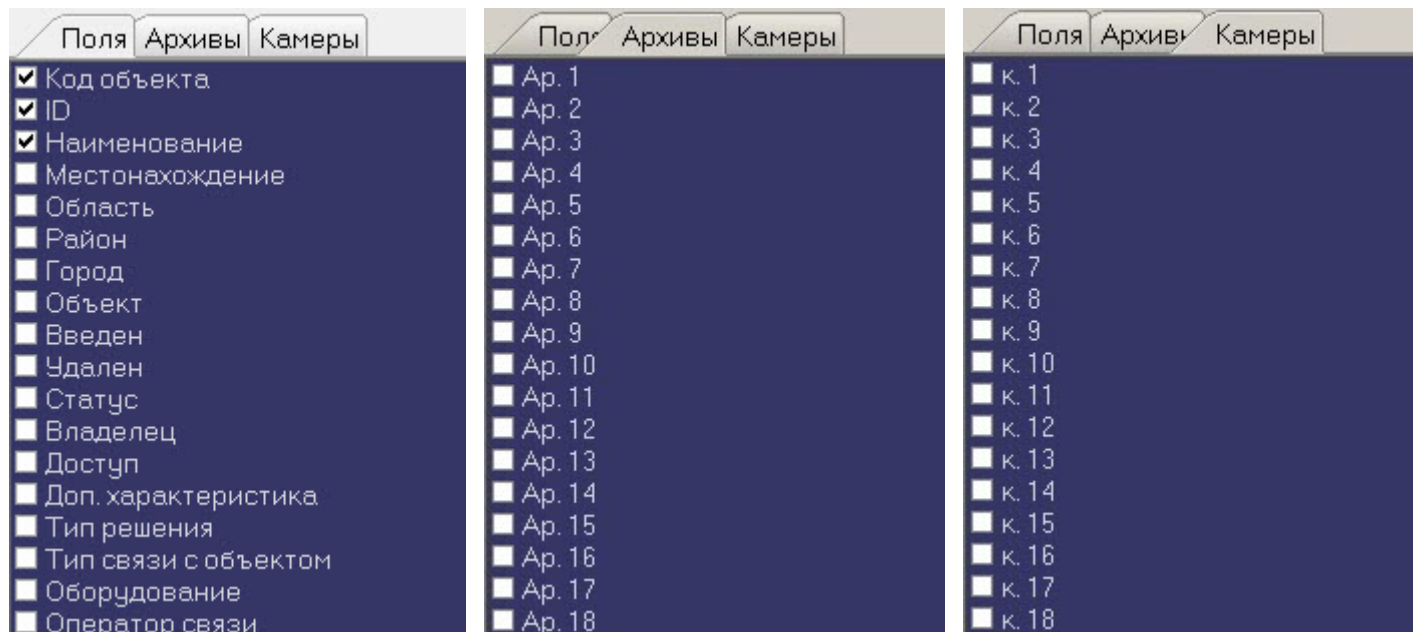 Поля Архивы Камеры
Код объекта
ID
Наименование
Местонахождение
Область
Район
Город
Объект
Введен
Удален
Статус
Владелец
Доступ
Доп. характеристика
Тип решения
Тип связи с объектом
Оборудование
Оператор связи
Поля Архивы Камеры
Ар. 1
Ар. 2
Ар. 3
Ар. 4
Ар. 5
Ар. 6
Ар. 7
Ар. 8
Ар. 9
Ар. 10
Ар. 11
Ар. 12
Ар. 13
Ар. 14
Ар. 15
Ар. 16
Ар. 17
Ар. 18
Поля Архивы Камеры
к. 1
к. 2
к. 3
к. 4
к. 5
к. 6
к. 7
к. 8
к. 9
к. 10
к. 11
к. 12
к. 13
к. 14
к. 15
к. 16
к. 17
к. 18